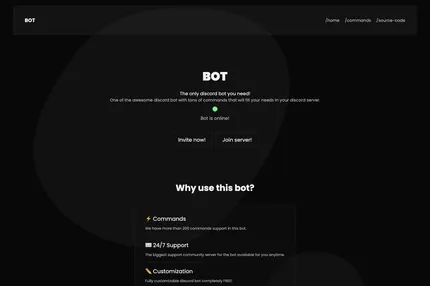 BOT
/home /commands /source-code
BOT
The only discord bot you need!
One of the awesome discord bot with tons of commands that will fit your needs in your discord server!
Bot is online!
Invite now! Join server!
Why use this bot?
⚡ Commands
We have more than 200 commands support in this bot.
📨 24/7 Support
The biggest support community server for the bot available for you anytime.
✏️ Customization
Fully customizable discord bot completely FREE!